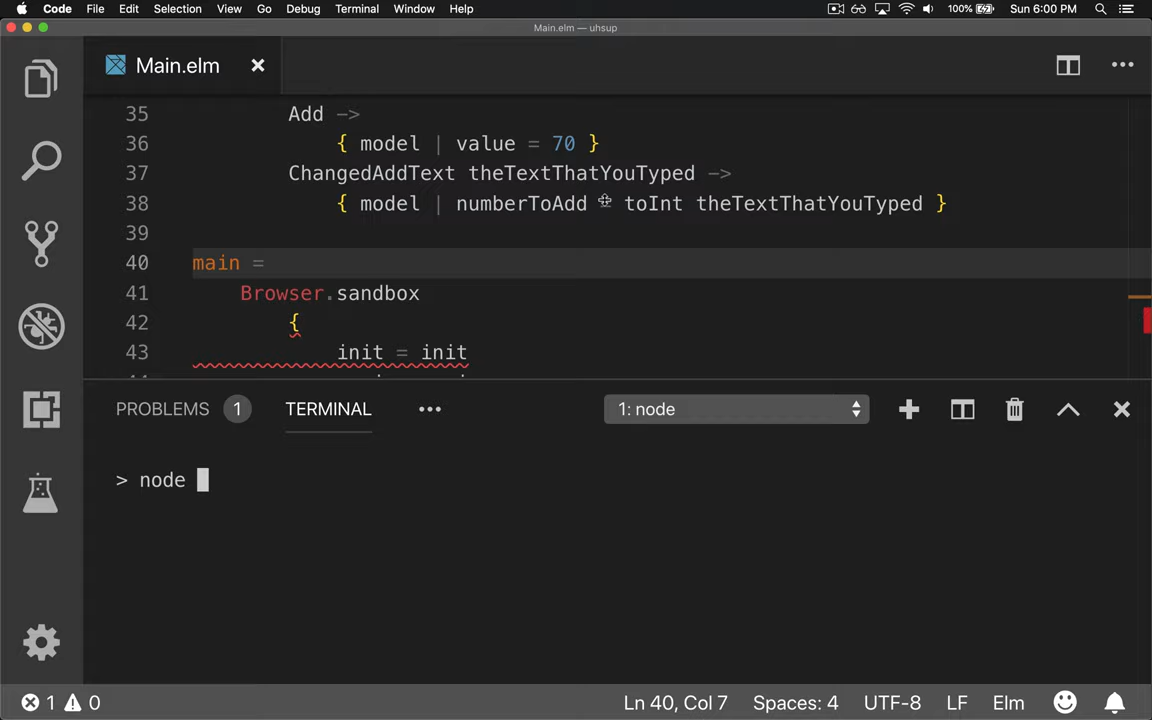 Code File Edit Selection View Go Debug Terminal Window Help 100% Sun 6:00 PM
Main.elm — uhsup
Main.elm
35 Add ->
36 { model | value = 70 }
37 ChangedAddText theTextThatYouTyped ->
38 { model | numberToAdd toInt theTextThatYouTyped }
39
40 main =
41 Browser.sandbox
42 {
43 init = init
PROBLEMS 1 TERMINAL 1: node
> node
1 0 Ln 40, Col 7 Spaces: 4 UTF-8 LF Elm